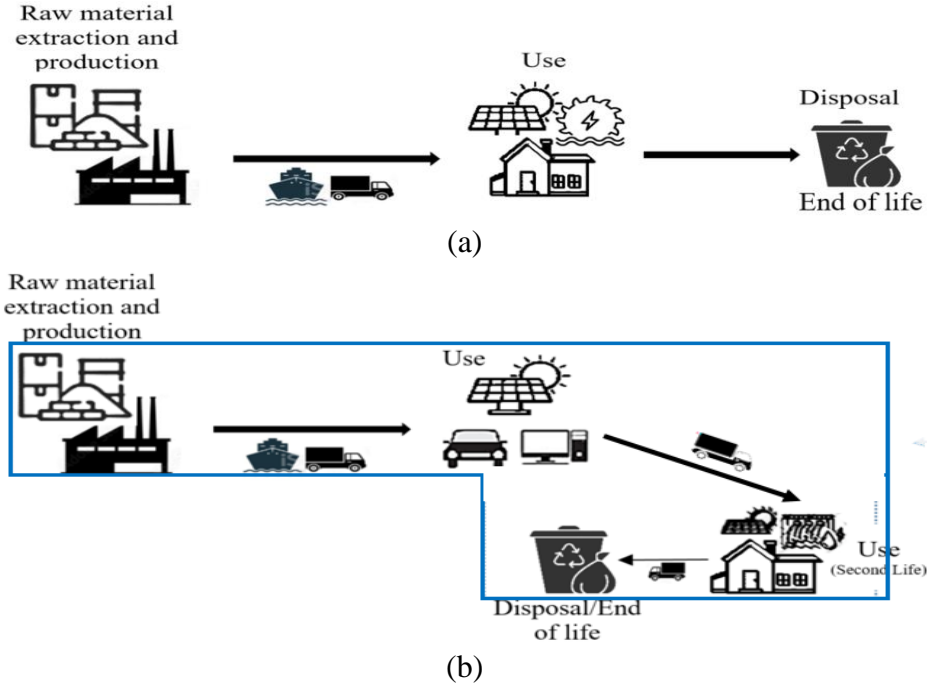 Raw material
extraction and
production
Use
Disposal
End of life
(a)
Raw material
extraction and
production
Use
Use
(Second Life)
Disposal/End
of life
(b)